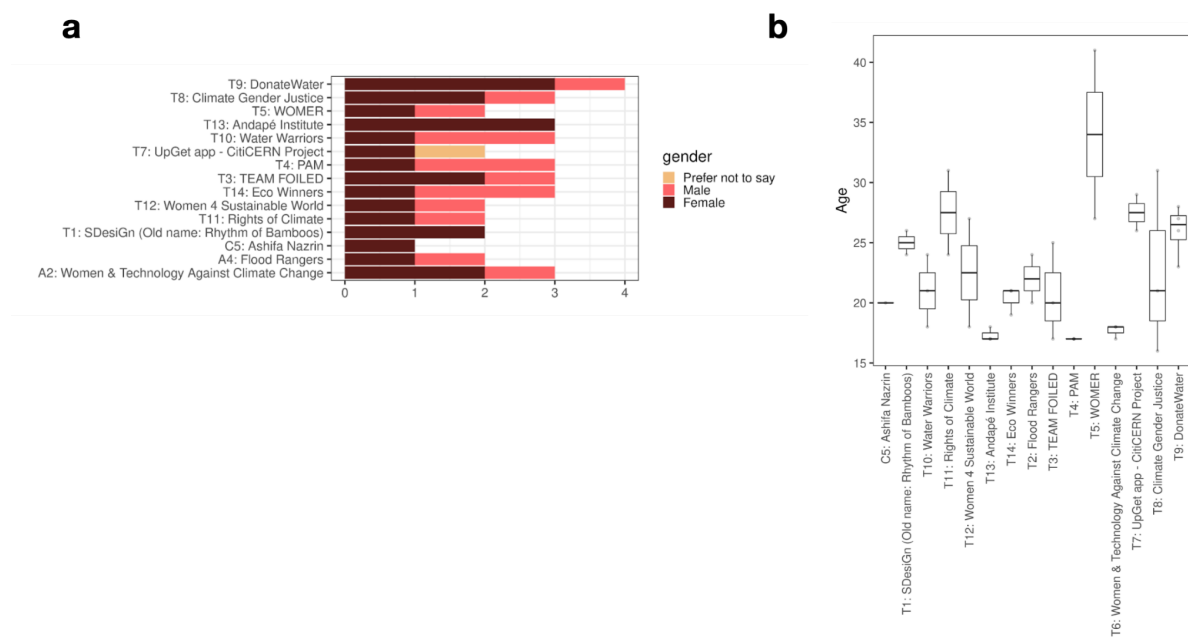 a
T9: DonateWater
T8: Climate Gender Justice
T5: WOMER
T13: Andapé Institute
T10: Water Warriors
T7: UpGet app - CitiCERN Project
T4: PAM
T3: TEAM FOILED
T14: Eco Winners
T12: Women 4 Sustainable World
T11: Rights of Climate
T1: SDesiGn (Old name: Rhythm of Bamboos)
C5: Ashifa Nazrin
A4: Flood Rangers
A2: Women & Technology Against Climate Change
0 1 2 3 4
gender
Prefer not to say
Male
Female
b
Age
40
35
30
25
20
15
C5: Ashifa Nazrin
T1: SDesiGn (Old name: Rhythm of Bamboos)
T10: Water Warriors
T11: Rights of Climate
T12: Women 4 Sustainable World
T13: Andapé Institute
T14: Eco Winners
T2: Flood Rangers
T3: TEAM FOILED
T4: PAM
T5: WOMER
T6: Women & Technology Against Climate Change
T7: UpGet app - CitiCERN Project
T8: Climate Gender Justice
T9: DonateWater